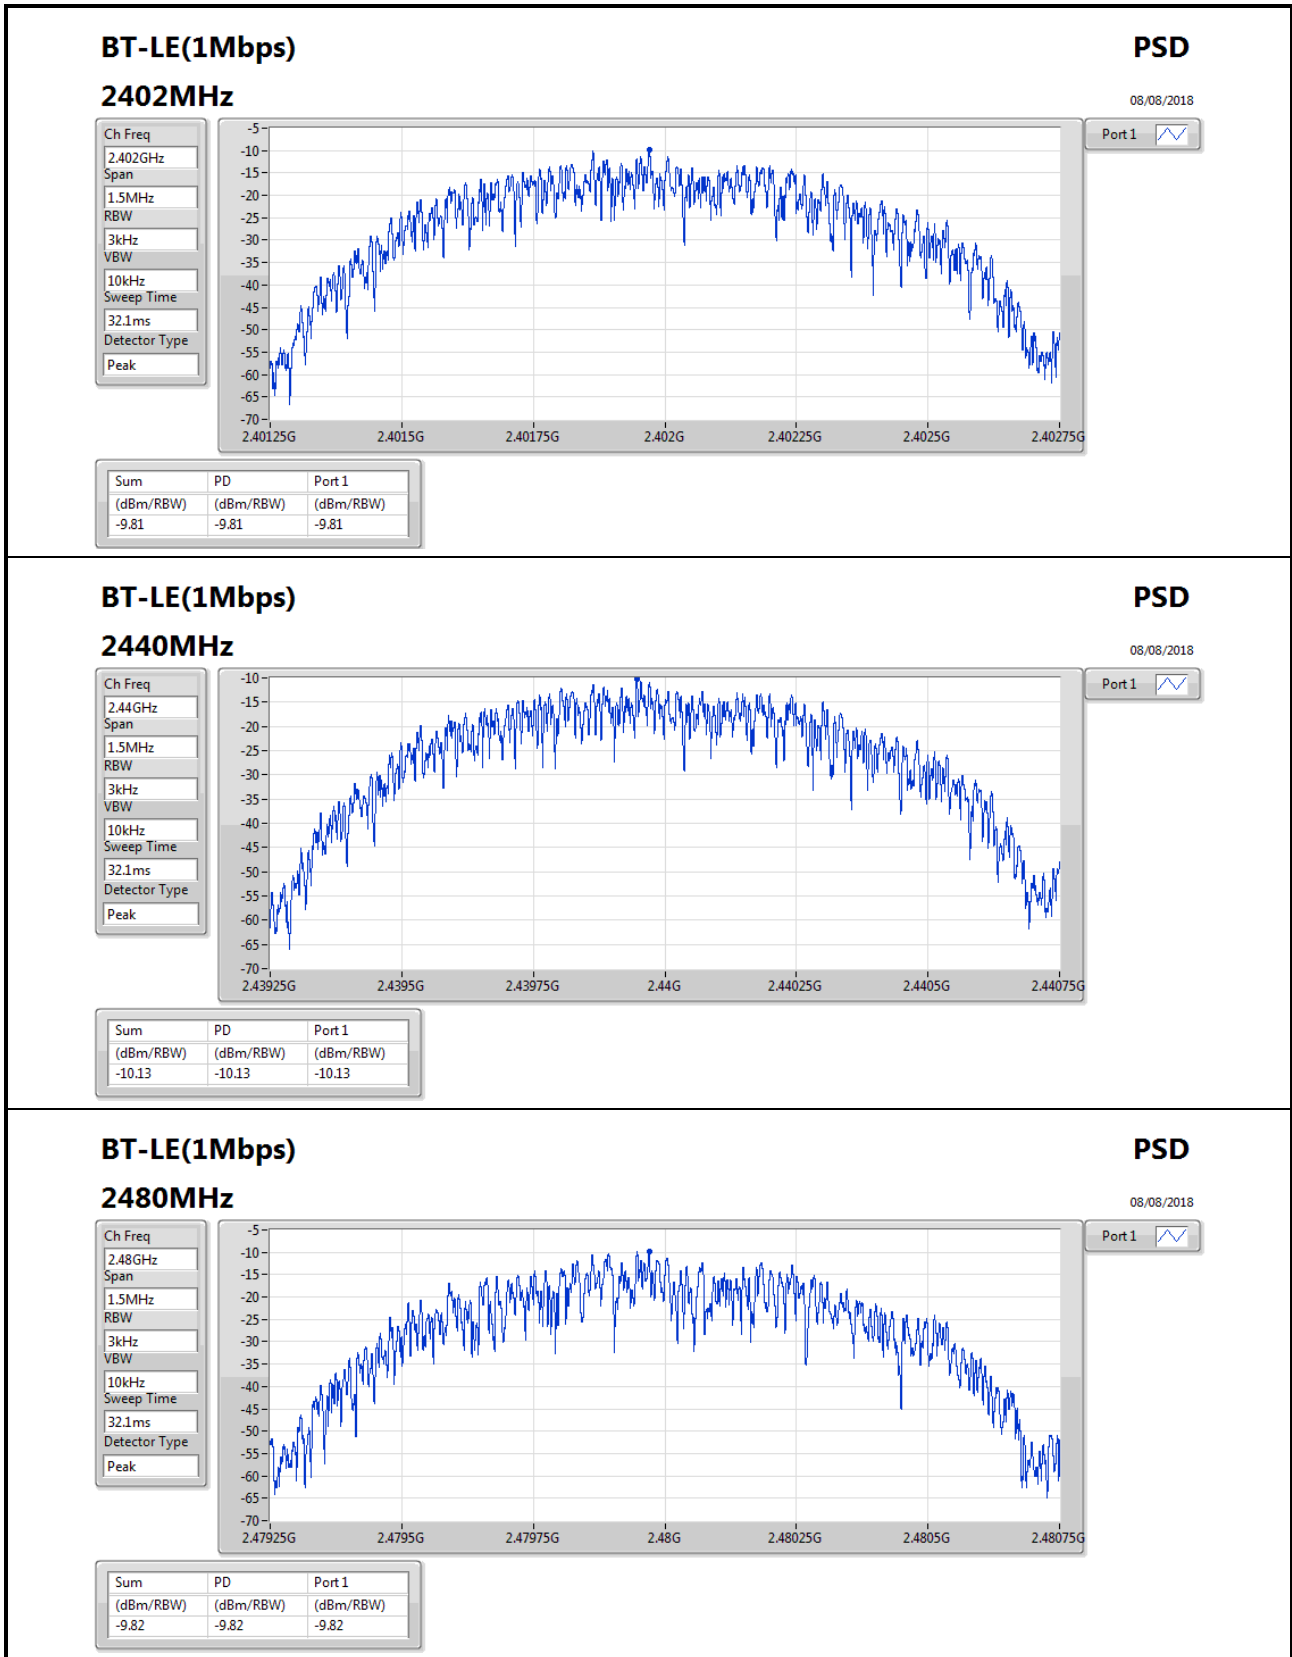 BT-LE(1Mbps) PSD
2402MHz 08/08/2018
Ch Freq
2.402GHz
Span
1.5MHz
RBW
3kHz
VBW
10kHz
Sweep Time
32.1ms
Detector Type
Peak
-5
-10
-15
-20
-25
-30
-35
-40
-45
-50
-55
-60
-65
-70
2.40125G 2.4015G 2.40175G 2.402G 2.40225G 2.4025G 2.40275G
Port 1
Sum PD Port 1
(dBm/RBW) (dBm/RBW) (dBm/RBW)
-9.81 -9.81 -9.81
BT-LE(1Mbps) PSD
2440MHz 08/08/2018
Ch Freq
2.44GHz
Span
1.5MHz
RBW
3kHz
VBW
10kHz
Sweep Time
32.1ms
Detector Type
Peak
-10
-15
-20
-25
-30
-35
-40
-45
-50
-55
-60
-65
-70
2.43925G 2.4395G 2.43975G 2.44G 2.44025G 2.4405G 2.44075G
Port 1
Sum PD Port 1
(dBm/RBW) (dBm/RBW) (dBm/RBW)
-10.13 -10.13 -10.13
BT-LE(1Mbps) PSD
2480MHz 08/08/2018
Ch Freq
2.48GHz
Span
1.5MHz
RBW
3kHz
VBW
10kHz
Sweep Time
32.1ms
Detector Type
Peak
-5
-10
-15
-20
-25
-30
-35
-40
-45
-50
-55
-60
-65
-70
2.47925G 2.4795G 2.47975G 2.48G 2.48025G 2.4805G 2.48075G
Port 1
Sum PD Port 1
(dBm/RBW) (dBm/RBW) (dBm/RBW)
-9.82 -9.82 -9.82